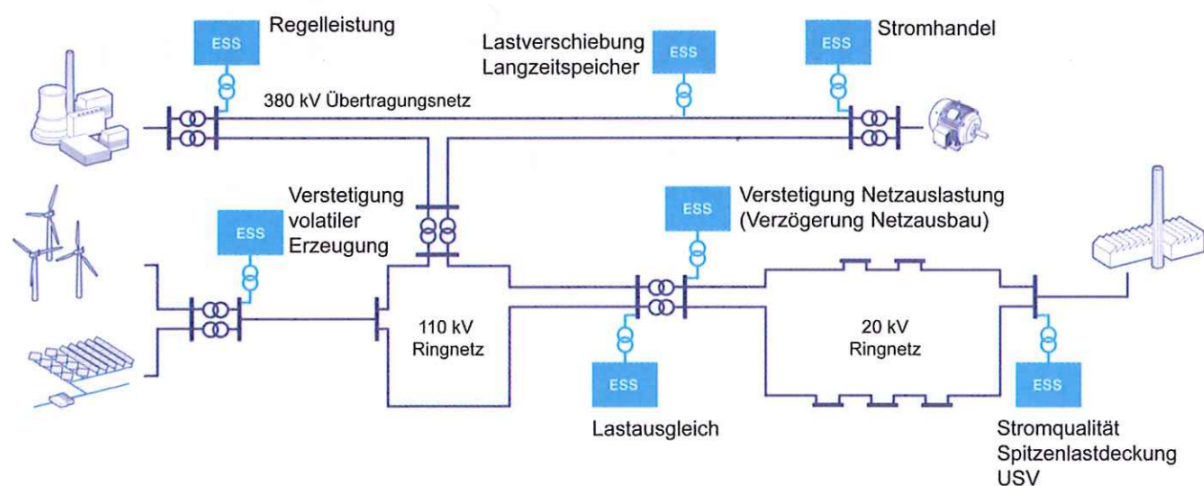 ESS
Regelleistung
Lastverschiebung
Langzeitspeicher
ESS
ESS
Stromhandel
380 kV Übertragungsnetz
ESS
Verstetigung
volatiler
Erzeugung
ESS
Verstetigung Netzauslastung
(Verzögerung Netzausbau)
110 kV
Ringnetz
20 kV
Ringnetz
ESS
Lastausgleich
ESS
Stromqualität
Spitzenlastdeckung
USV